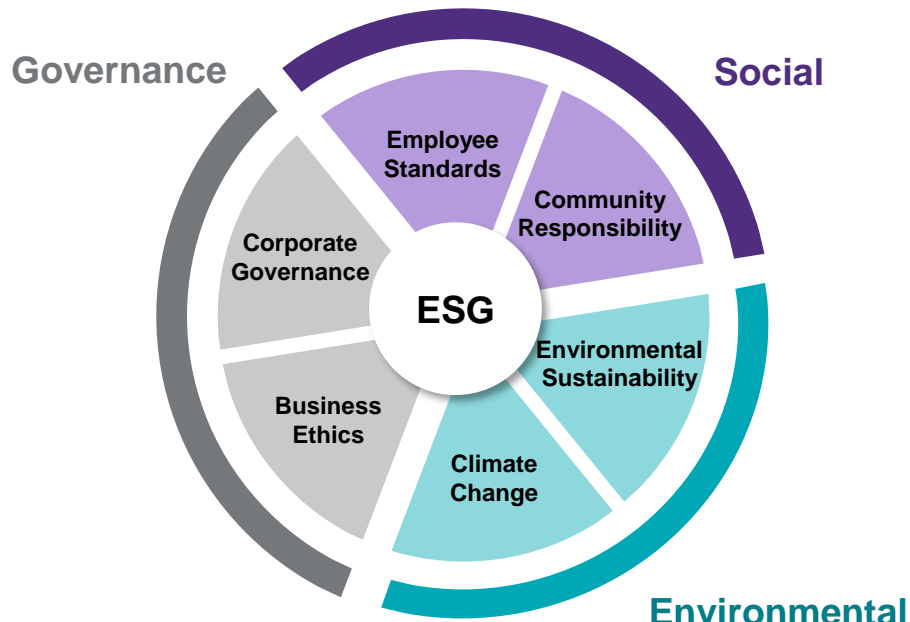 Governance
Social
Employee
Standards
Community
Responsibility
Corporate
Governance
ESG
Environmental
Sustainability
Business
Ethics
Climate
Change
Environmental